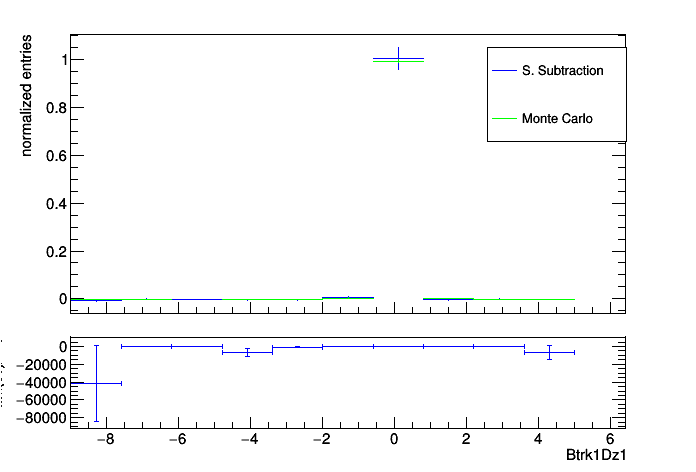 normalized entries
1
0.8
0.6
0.4
0.2
0
S. Subtraction
Monte Carlo
0
−20000
−40000
−60000
−80000
−8 −6 −4 −2 0 2 4 6
Btrk1Dz1